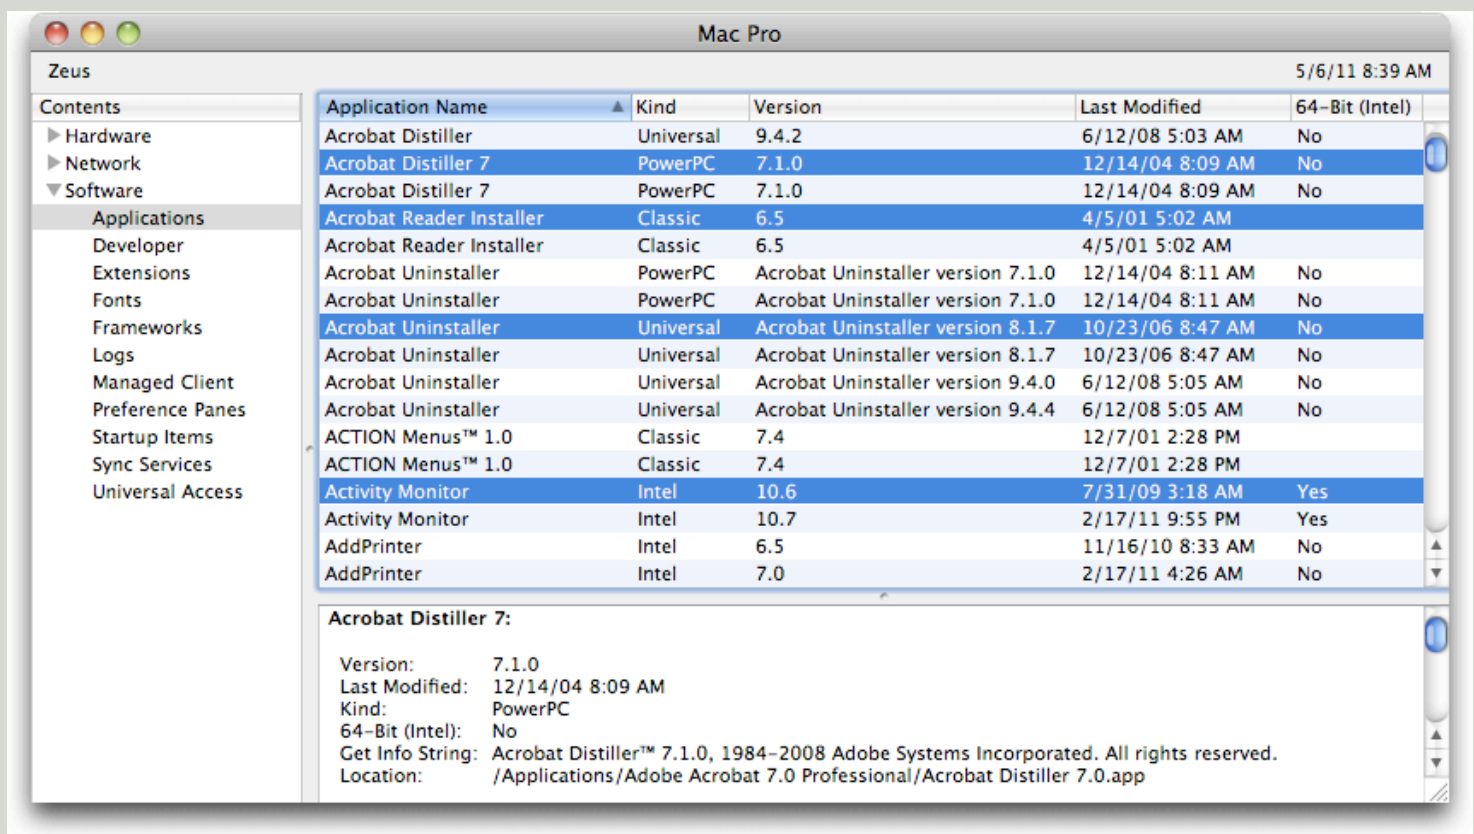 Mac Pro
Zeus 5/6/11 8:39 AM
Contents
Hardware
Network
Software
Applications
Developer
Extensions
Fonts
Frameworks
Logs
Managed Client
Preference Panes
Startup Items
Sync Services
Universal Access
Application Name Kind Version Last Modified 64-Bit (Intel)
Acrobat Distiller Universal 9.4.2 6/12/08 5:03 AM No
Acrobat Distiller 7 PowerPC 7.1.0 12/14/04 8:09 AM No
Acrobat Distiller 7 PowerPC 7.1.0 12/14/04 8:09 AM No
Acrobat Reader Installer Classic 6.5 4/5/01 5:02 AM
Acrobat Reader Installer Classic 6.5 4/5/01 5:02 AM
Acrobat Uninstaller PowerPC Acrobat Uninstaller version 7.1.0 12/14/04 8:11 AM No
Acrobat Uninstaller PowerPC Acrobat Uninstaller version 7.1.0 12/14/04 8:11 AM No
Acrobat Uninstaller Universal Acrobat Uninstaller version 8.1.7 10/23/06 8:47 AM No
Acrobat Uninstaller Universal Acrobat Uninstaller version 8.1.7 10/23/06 8:47 AM No
Acrobat Uninstaller Universal Acrobat Uninstaller version 9.4.0 6/12/08 5:05 AM No
Acrobat Uninstaller Universal Acrobat Uninstaller version 9.4.4 6/12/08 5:05 AM No
ACTION Menus™ 1.0 Classic 7.4 12/7/01 2:28 PM
ACTION Menus™ 1.0 Classic 7.4 12/7/01 2:28 PM
Activity Monitor Intel 10.6 7/31/09 3:18 AM Yes
Activity Monitor Intel 10.7 2/17/11 9:55 PM Yes
AddPrinter Intel 6.5 11/16/10 8:33 AM No
AddPrinter Intel 7.0 2/17/11 4:26 AM No
Acrobat Distiller 7:
Version: 7.1.0
Last Modified: 12/14/04 8:09 AM
Kind: PowerPC
64-Bit (Intel): No
Get Info String: Acrobat Distiller™ 7.1.0, 1984-2008 Adobe Systems Incorporated. All rights reserved.
Location: /Applications/Adobe Acrobat 7.0 Professional/Acrobat Distiller 7.0.app